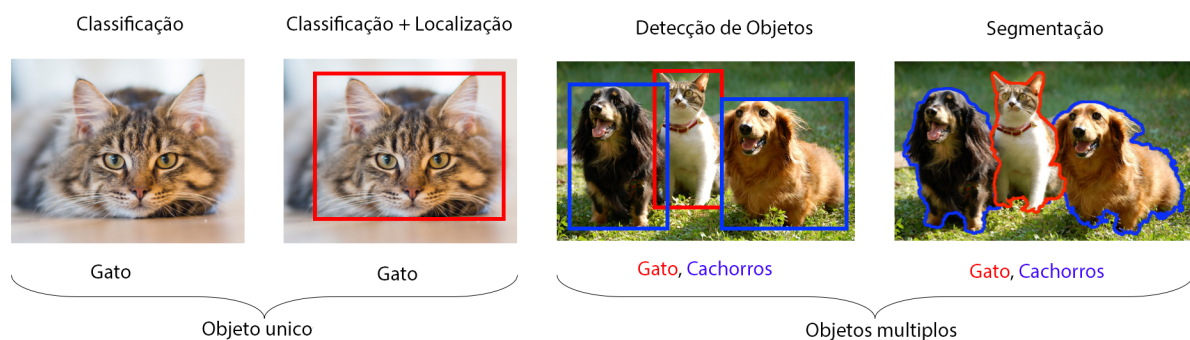 Classificação
Classificação + Localização
Detecção de Objetos
Segmentação
Gato
Gato
Gato, Cachorros
Gato, Cachorros
Objeto unico
Objetos multiplos